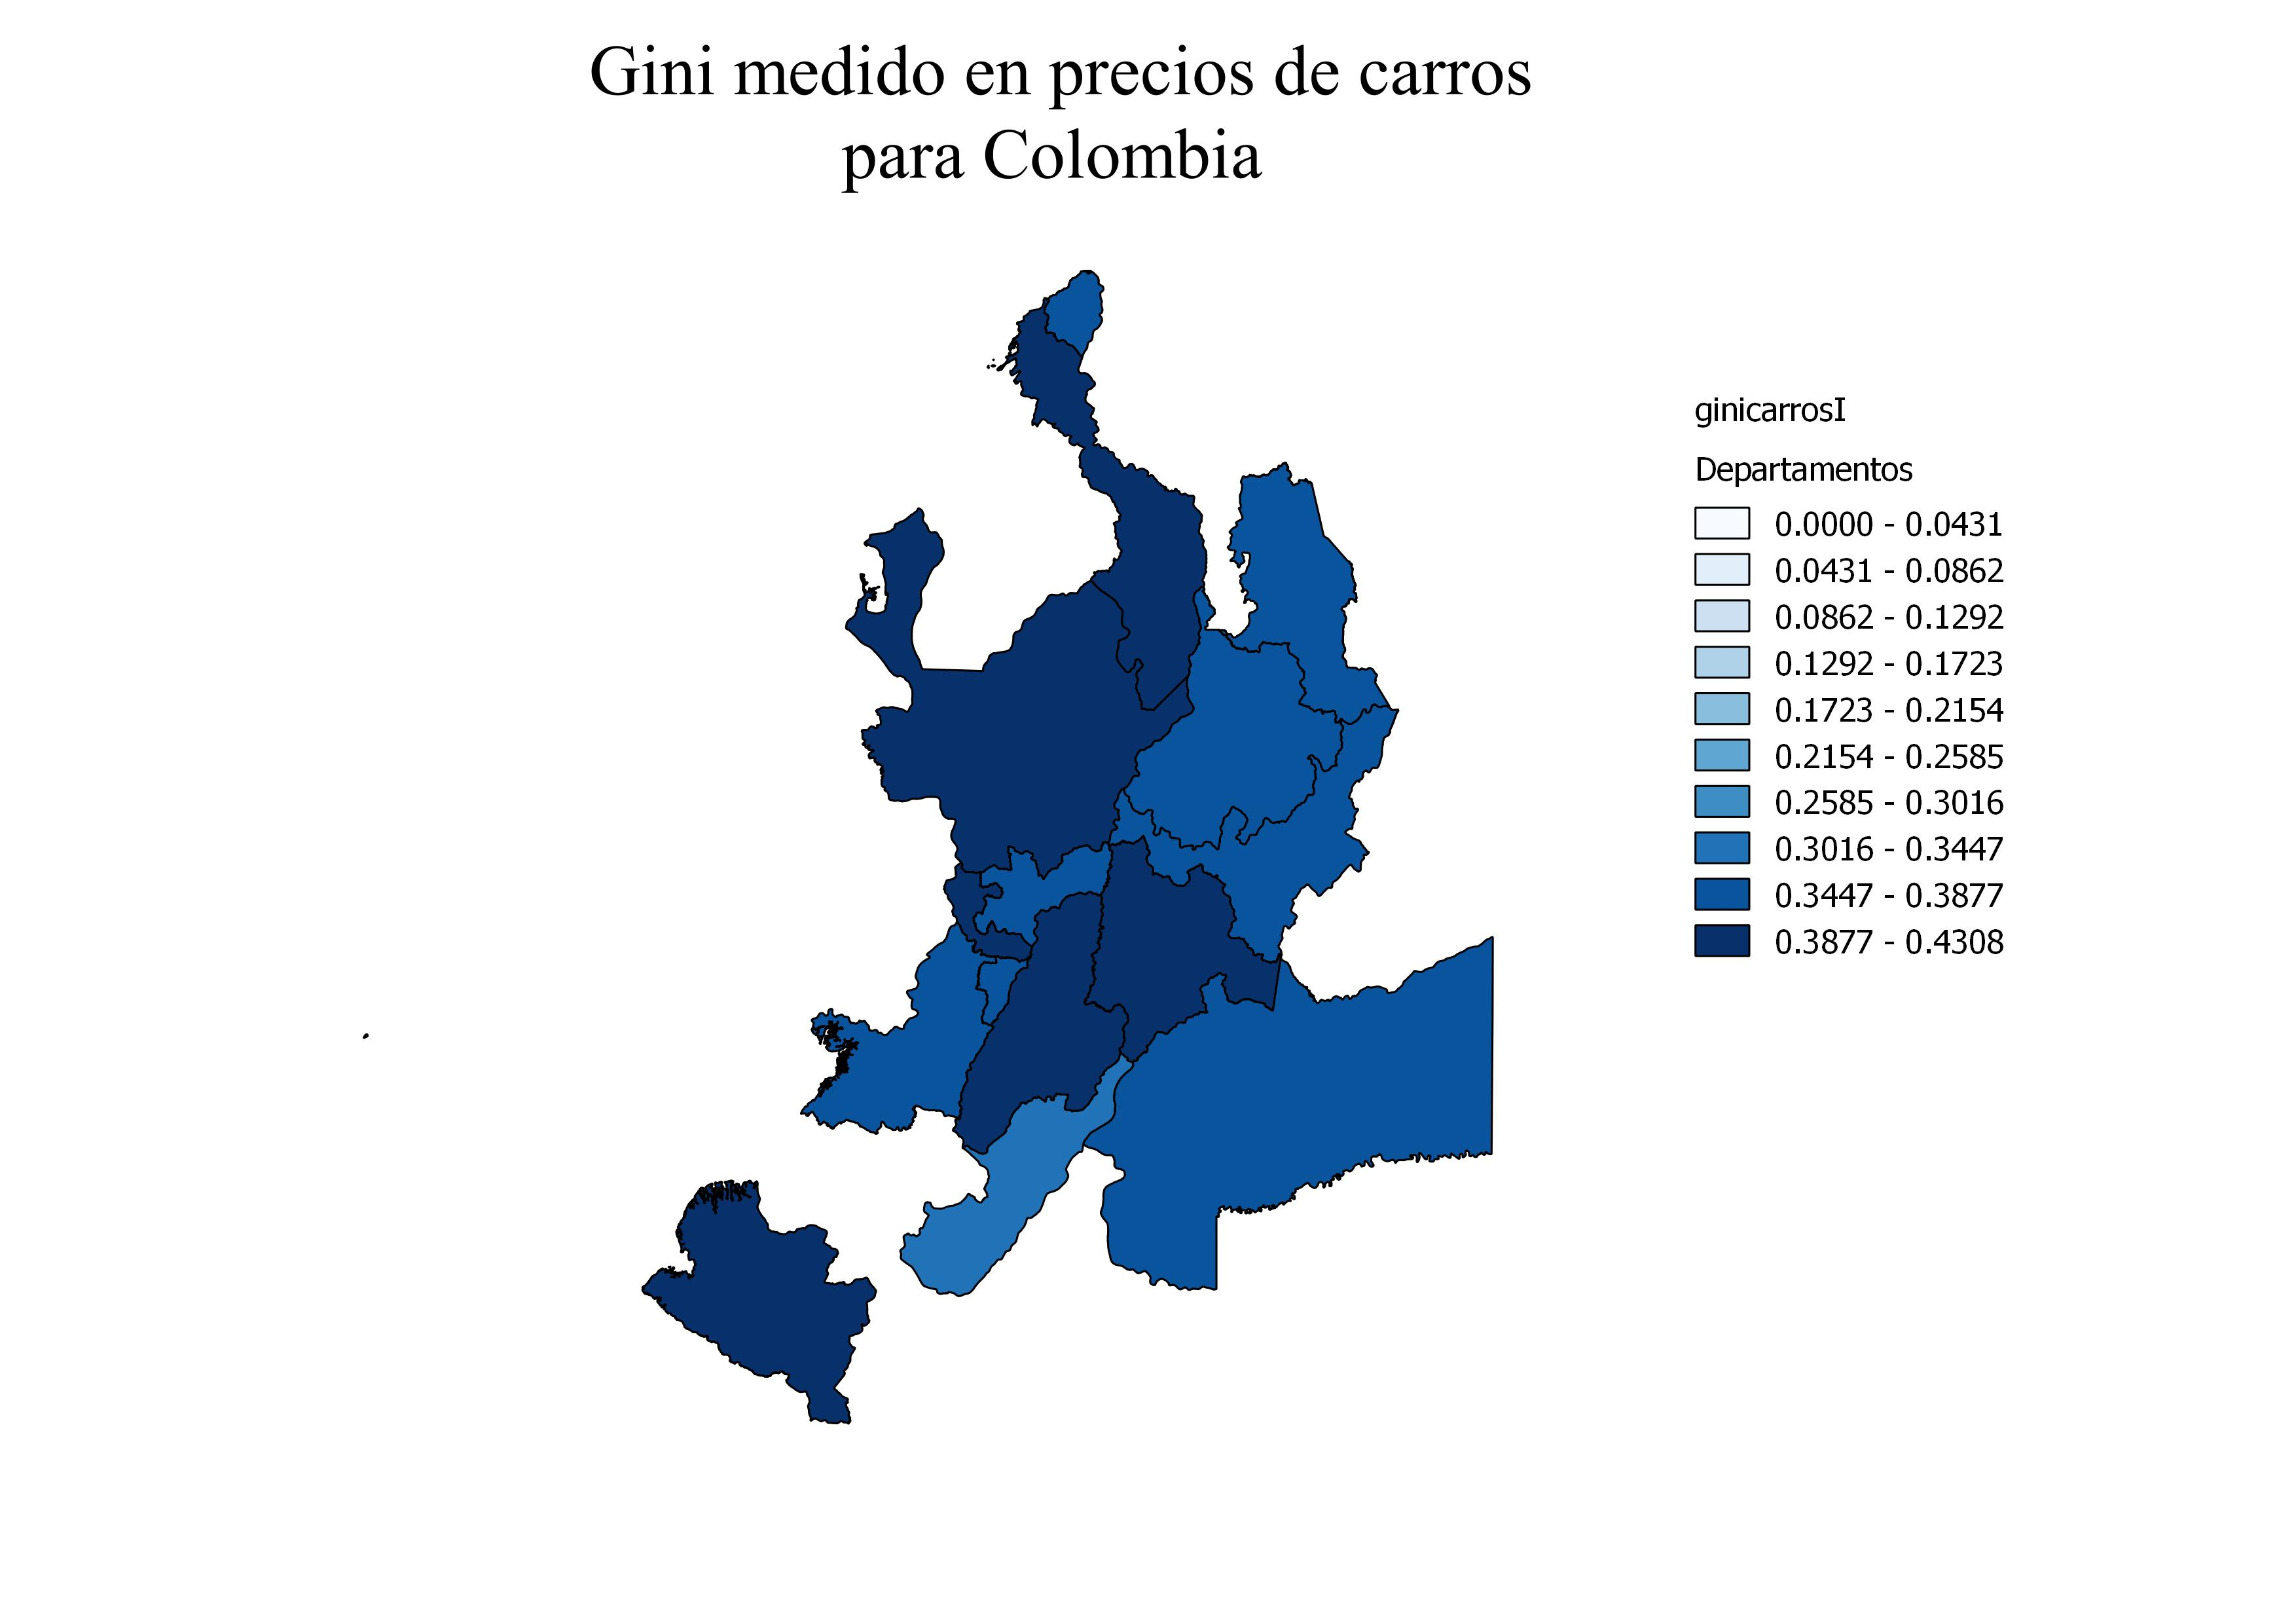 Gini medido en precios de carros
para Colombia
ginicarrosI
Departamentos
0.0000 - 0.0431
0.0431 - 0.0862
0.0862 - 0.1292
0.1292 - 0.1723
0.1723 - 0.2154
0.2154 - 0.2585
0.2585 - 0.3016
0.3016 - 0.3447
0.3447 - 0.3877
0.3877 - 0.4308